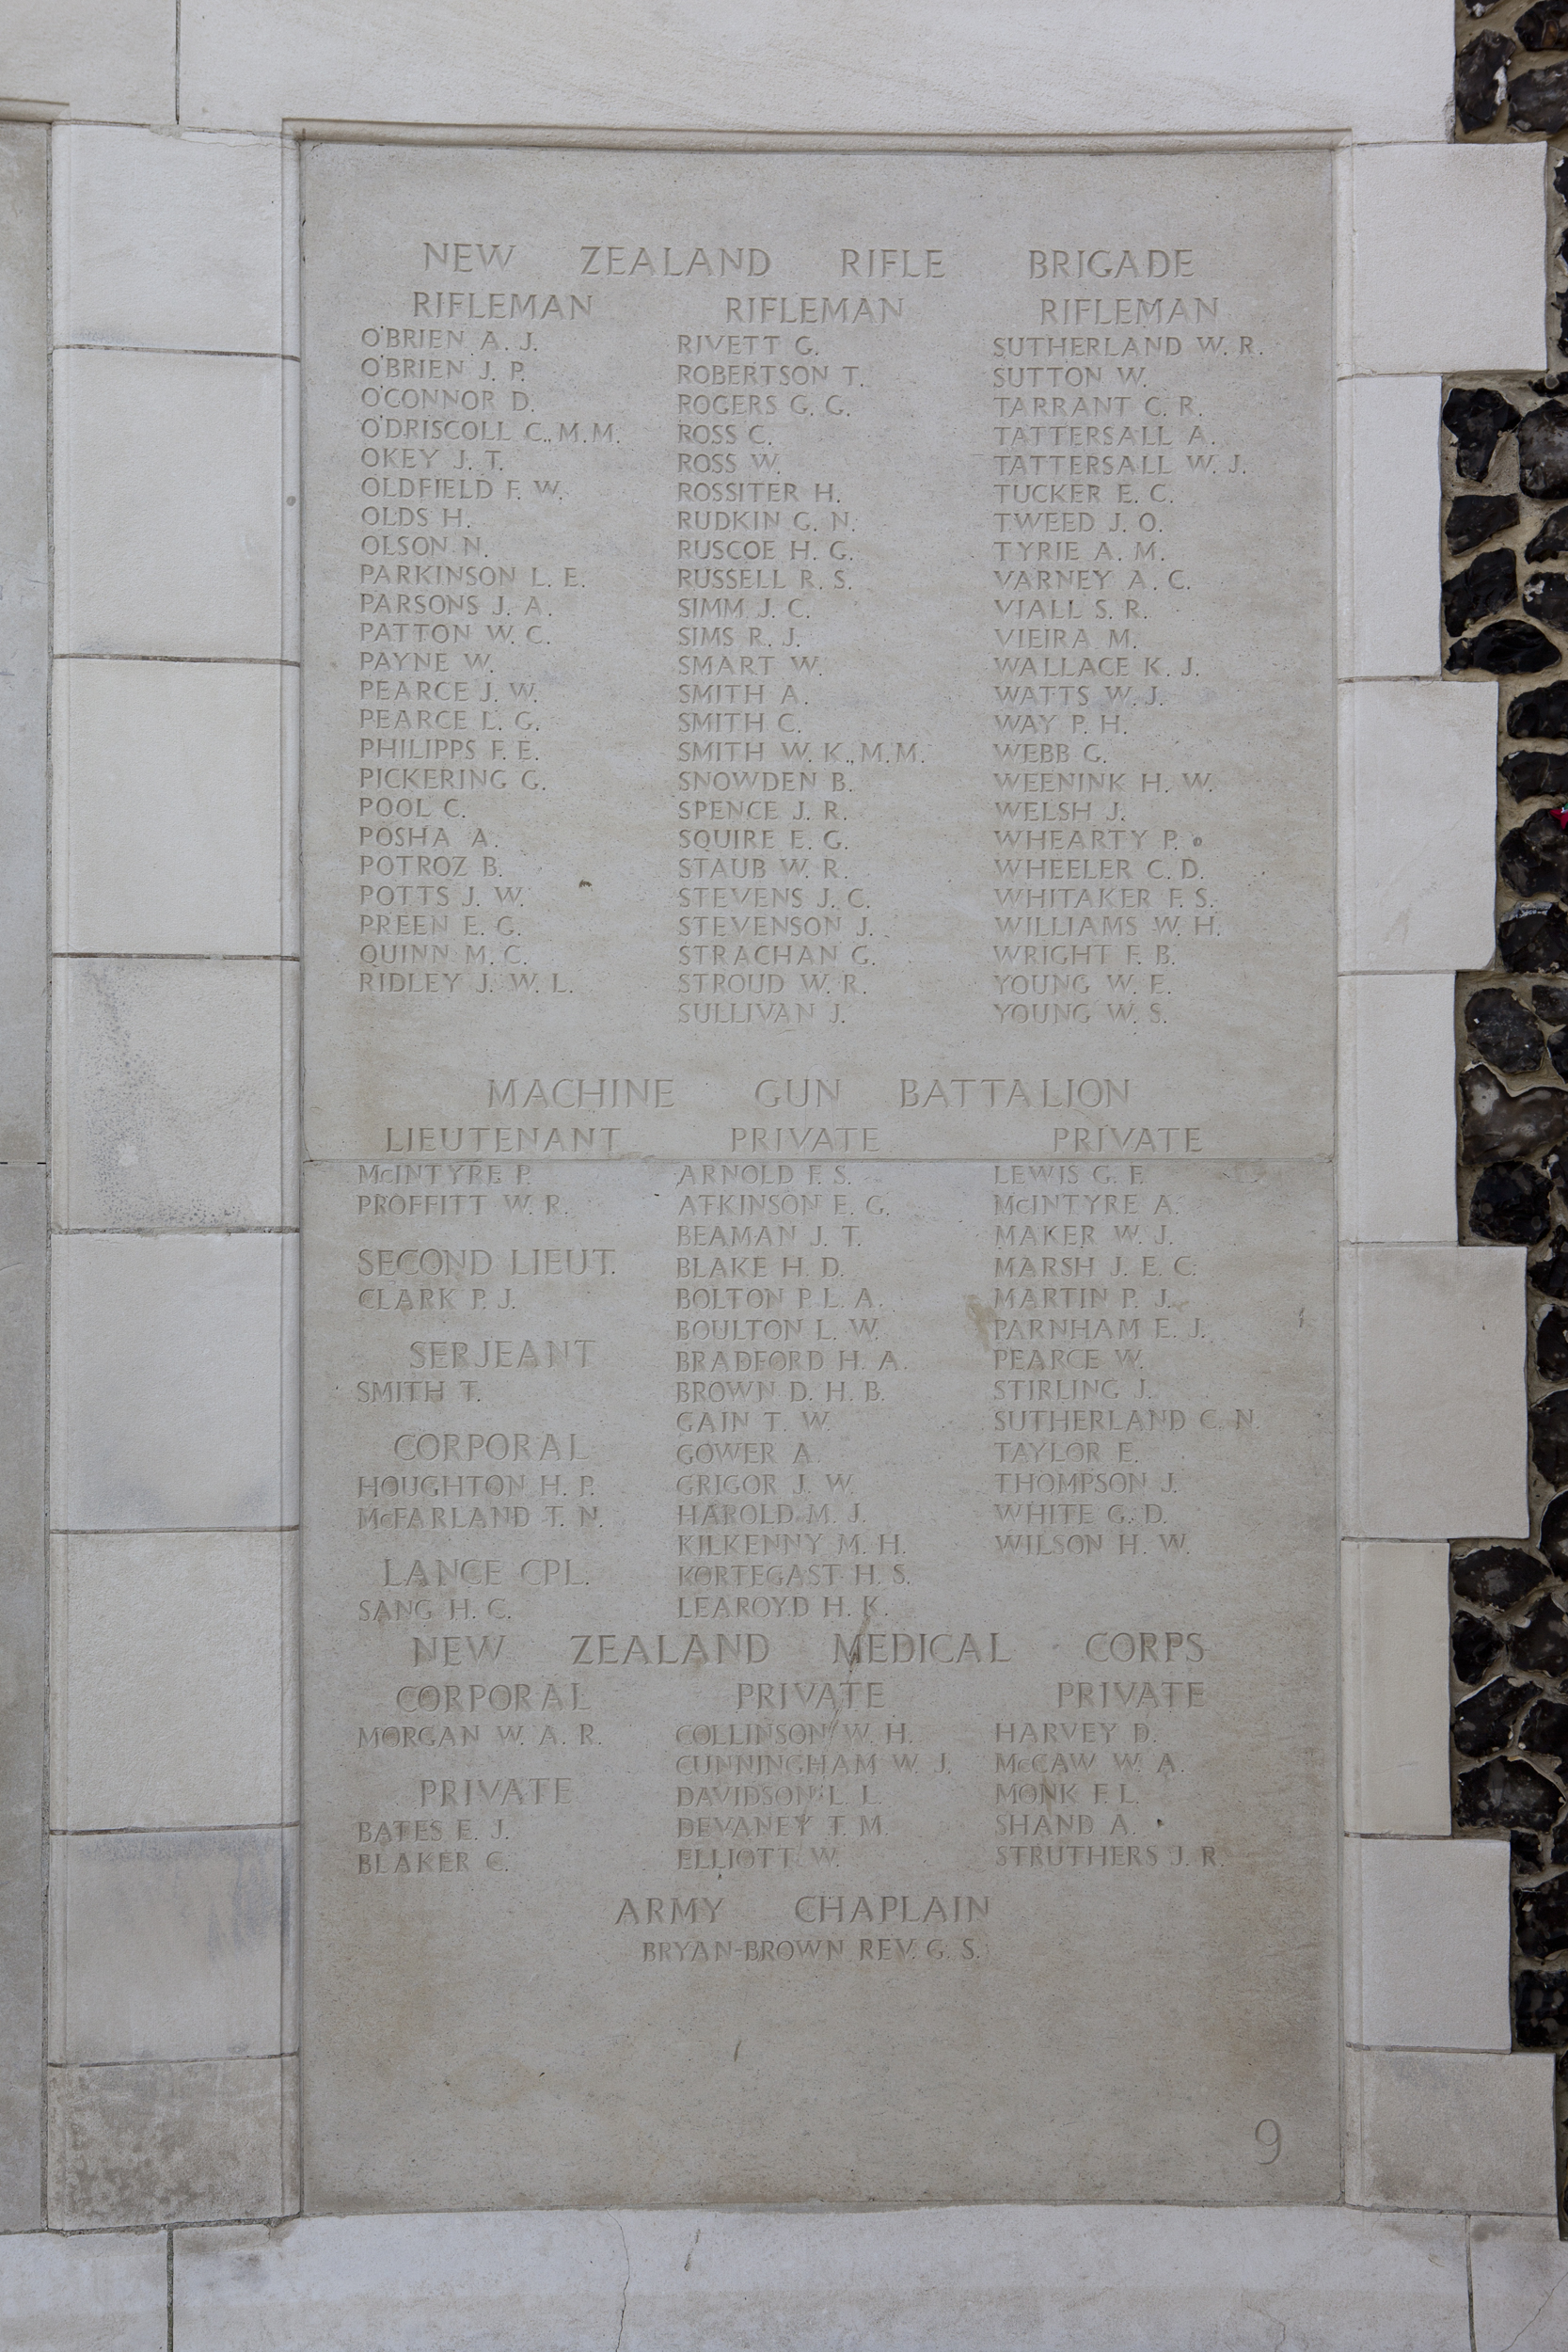 NEW ZEALAND RIFLE BRIGADE
RIFLEMAN
O'BRIEN A. J.
O'BRIEN J. P.
O'CONNOR D.
O'DRISCOLL C., M.M.
OKEY J. T.
OLDFIELD F. W.
OLDS H.
OLSON N.
PARKINSON L. E.
PARSONS J. A.
PATTON W. C.
PAYNE W.
PEARCE J. W.
PEARCE L. G.
PHILIPPS F. E.
PICKERING G.
POOL C.
POSHA A.
POTROZ B.
POTTS J. W.
PREEN E. G.
QUINN M. C.
RIDLEY J. W. L.
RIFLEMAN
RIVETT G.
ROBERTSON T.
ROGERS G. G.
ROSS C.
ROSS W.
ROSSITER H.
RUDKIN G. N.
RUSCOE H. G.
RUSSELL R. S.
SIMM J. C.
SIMS R. J.
SMART W.
SMITH A.
SMITH C.
SMITH W. K., M.M.
SNOWDEN B.
SPENCE J. R.
SQUIRE E. G.
STAUB W. R.
STEVENS J. C.
STEVENSON J.
STRACHAN G.
STROUD W. R.
SULLIVAN J.
RIFLEMAN
SUTHERLAND W. R.
SUTTON W.
TARRANT C. R.
TATTERSALL A.
TATTERSALL W. J.
TUCKER E. C.
TWEED J. O.
TYRIE A. M.
VARNEY A. C.
VIALL S. R.
VIEIRA M.
WALLACE K. J.
WATTS W. J.
WAY P. H.
WEBB G.
WEENINK H. W.
WELSH J.
WHEARTY P.
WHEELER C. D.
WHITAKER F. S.
WILLIAMS W. H.
WRIGHT F. B.
YOUNG W. E.
YOUNG W. S.
MACHINE GUN BATTALION
LIEUTENANT
McINTYRE P.
PROFFITT W. R.
SECOND LIEUT.
CLARK P. J.
SERJEANT
SMITH T.
CORPORAL
HOUGHTON H. P.
McFARLAND T. N.
LANCE CPL.
SANG H. C.
PRIVATE
ARNOLD F. S.
ATKINSON E. G.
BEAMAN J. T.
BLAKE H. D.
BOLTON P. L. A.
BOULTON L. W.
BRADFORD H. A.
BROWN D. H. B.
GAIN T. W.
GOWER A.
GRIGOR J. W.
HAROLD M. J.
KILKENNY M. H.
KORTEGAST H. S.
LEAROYD H. K.
PRIVATE
LEWIS G. F.
McINTYRE A.
MAKER W. J.
MARSH J. E. C.
MARTIN P. J.
PARNHAM E. J.
PEARCE W.
STIRLING J.
SUTHERLAND C. N.
TAYLOR E.
THOMPSON J.
WHITE G. D.
WILSON H. W.
NEW ZEALAND MEDICAL CORPS
CORPORAL
MORGAN W. A. R.
PRIVATE
BATES E. J.
BLAKER C.
PRIVATE
COLLINSON W. H.
CUNNINGHAM W. J.
DAVIDSON L. L.
DEVANEY T. M.
ELLIOTT W.
PRIVATE
HARVEY D.
McCAW W. A.
MONK F. L.
SHAND A.
STRUTHERS J. R.
ARMY CHAPLAIN
BRYAN-BROWN REV. G. S.
9